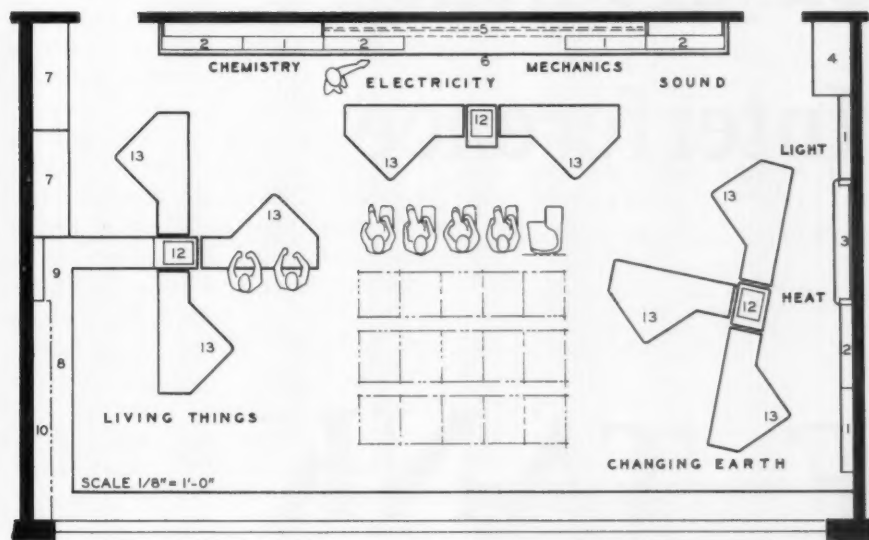 5
2 1 2 6 1 2
CHEMISTRY ELECTRICITY MECHANICS SOUND
7 4
12
13 13 13 LIGHT 1
7
13 13
3
12
9 12 HEAT
13
2
13
8
LIVING THINGS
10 13 1
CHANGING EARTH
SCALE 1/8" = 1'-0"